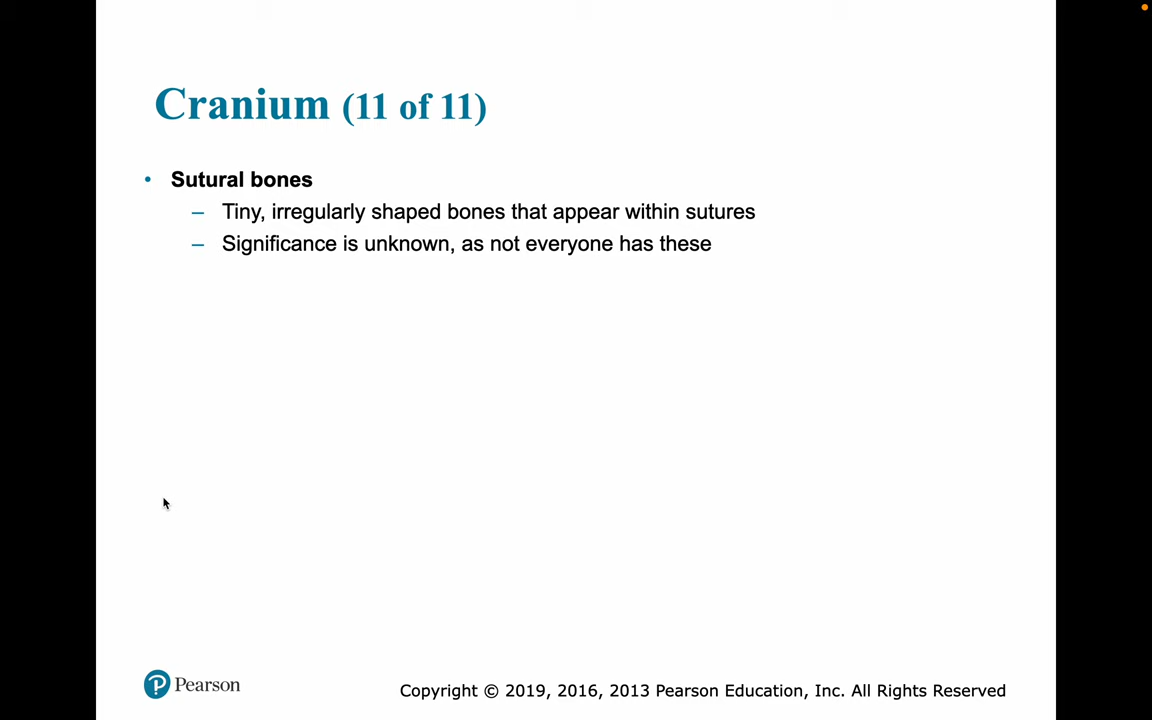 Cranium (11 of 11)
• Sutural bones
– Tiny, irregularly shaped bones that appear within sutures
– Significance is unknown, as not everyone has these
Pearson
Copyright © 2019, 2016, 2013 Pearson Education, Inc. All Rights Reserved